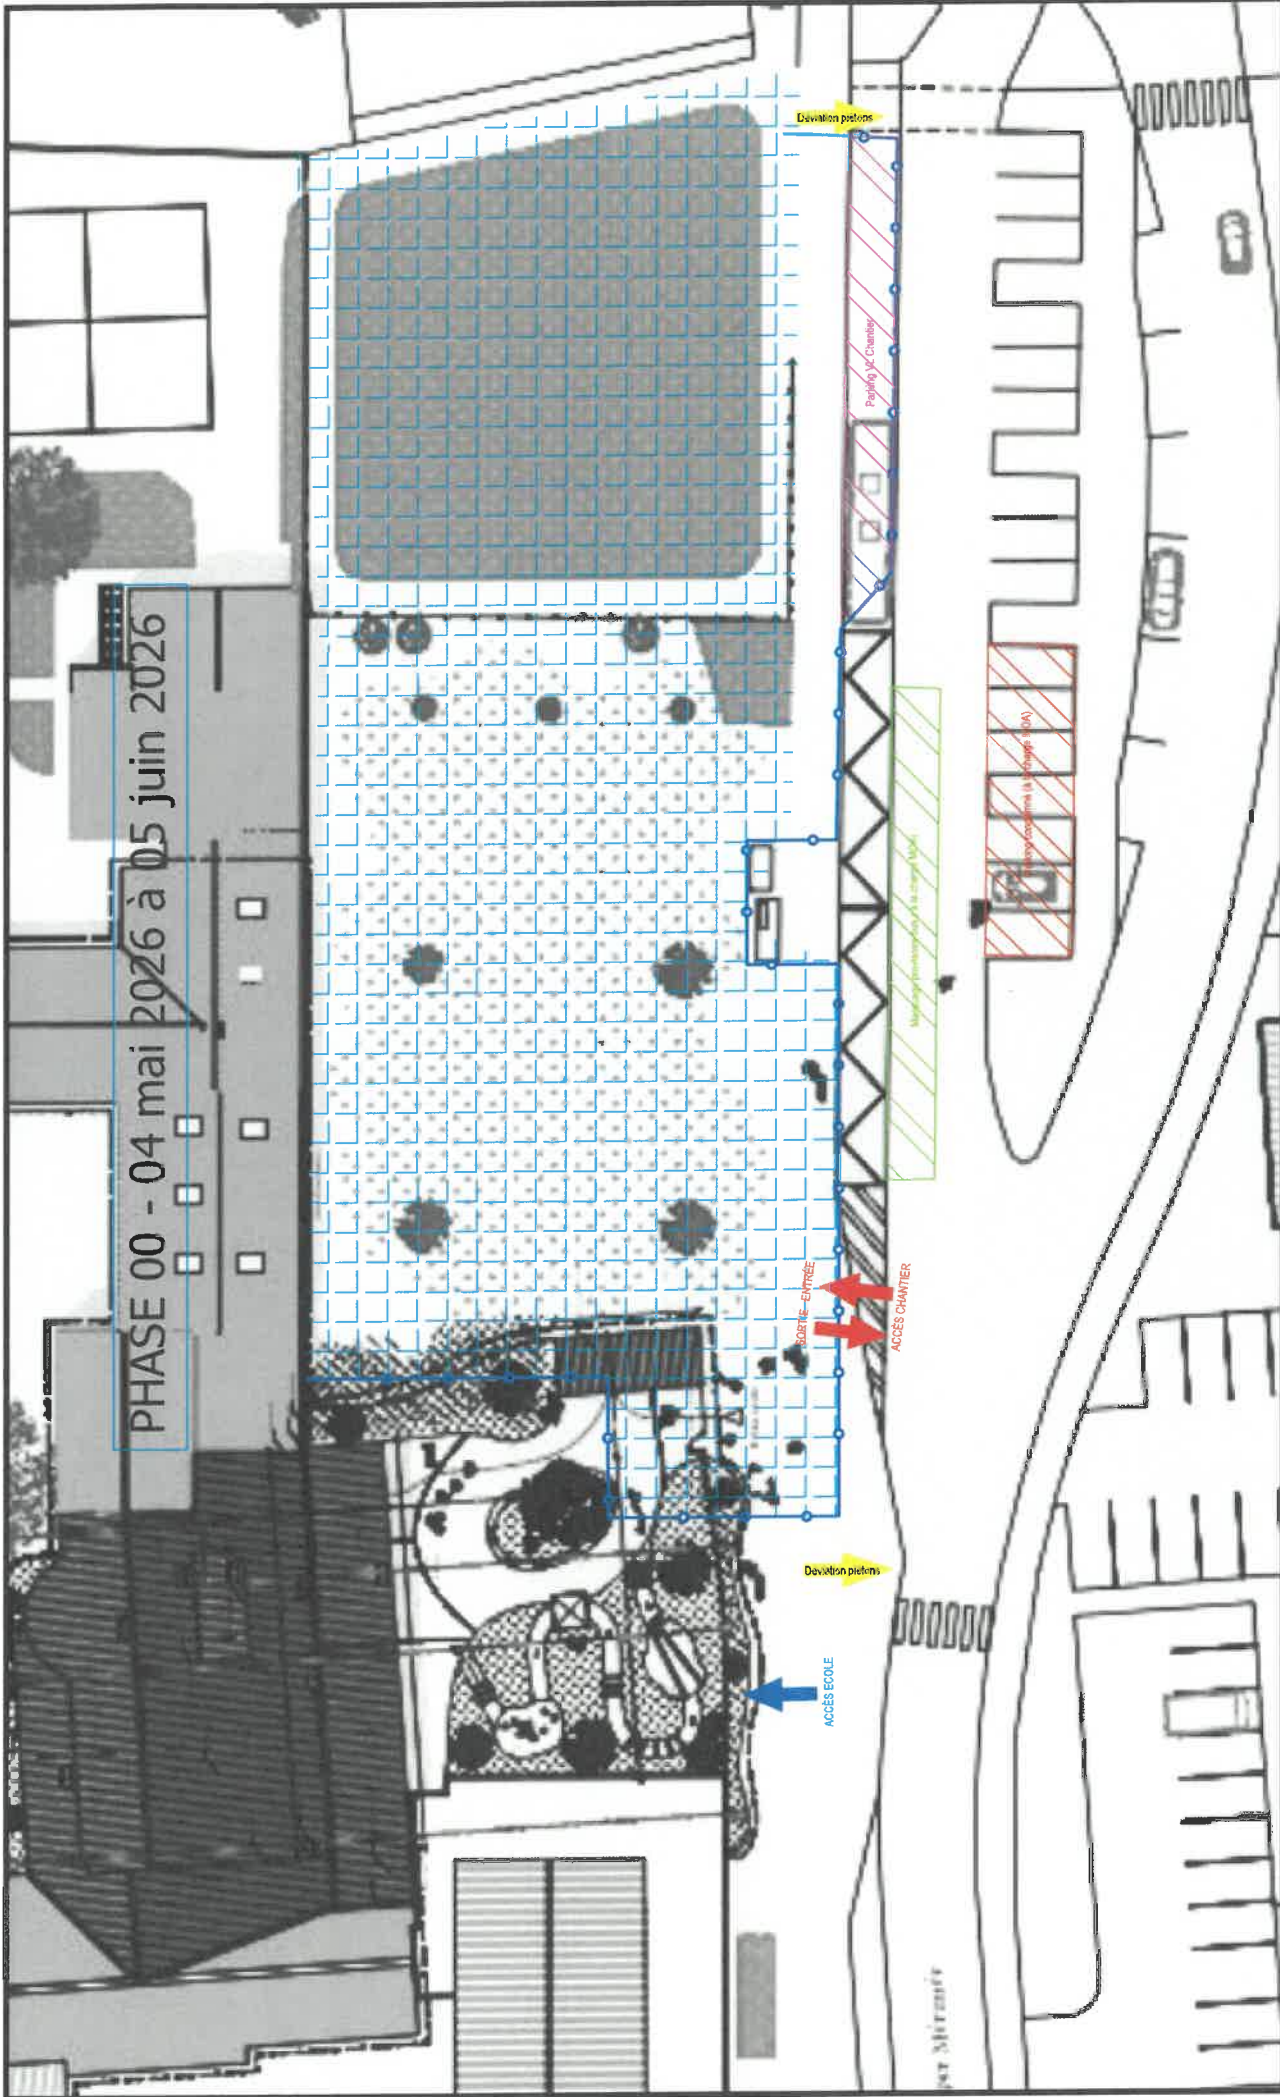 PHASE 00 - 04 mai 2026 à 05 juin 2026
Déviation piétons
Parking VL Chantier
SORTIE - ENTRÉE
ACCÈS CHANTIER
Déviation piétons
ACCÈS ECOLE